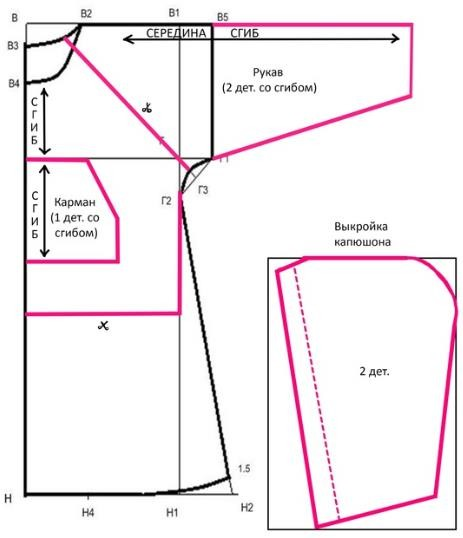 В В2 В1 В5
СЕРЕДИНА СГИБ
В3
В4
Рукав
(2 дет. со сгибом)
СГИБ
Г2
Г3
СГИБ
Карман
(1 дет. со
сгибом)
Выкройка
капюшона
2 дет.
1.5
Н Н4 Н1 Н2